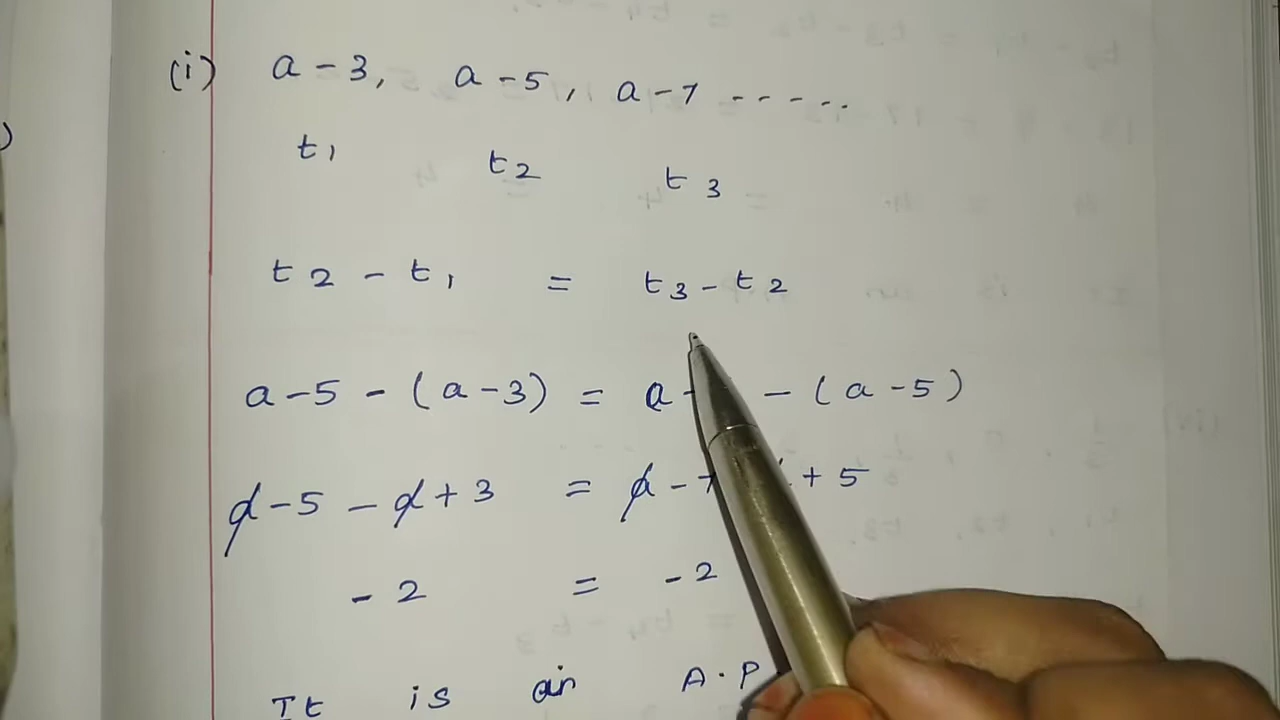 (i) a - 3, a - 5, a - 7 - - - - -
t1 t2 t3
t2 - t1 = t3 - t2
a - 5 - (a - 3) = a - - (a - 5)
a - 5 - a + 3 = a - 7 + 5
- 2 = - 2
It is an A.P